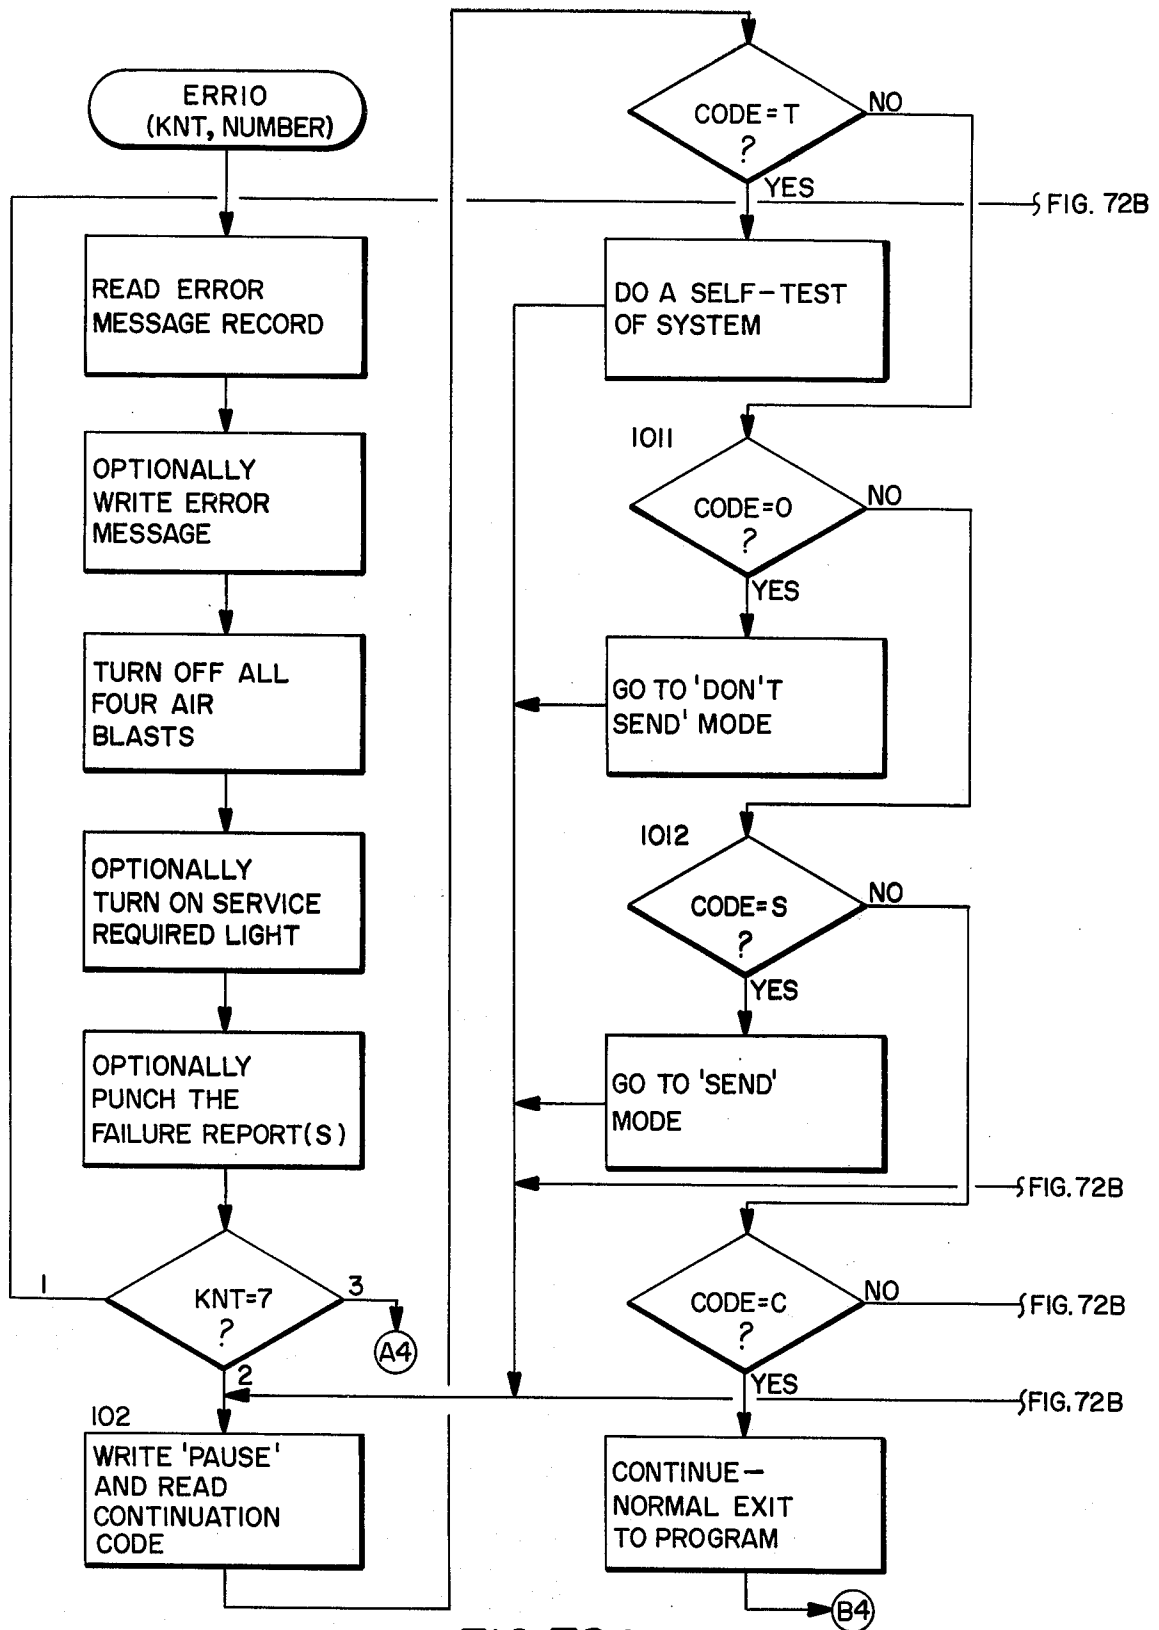 ERRIO
(KNT, NUMBER)
READ ERROR
MESSAGE RECORD
OPTIONALLY
WRITE ERROR
MESSAGE
TURN OFF ALL
FOUR AIR
BLASTS
OPTIONALLY
TURN ON SERVICE
REQUIRED LIGHT
OPTIONALLY
PUNCH THE
FAILURE REPORT(S)
1
KNT=7
?
3
A4
2
102
WRITE 'PAUSE'
AND READ
CONTINUATION
CODE
CODE=T
?
NO
YES
FIG. 72B
DO A SELF-TEST
OF SYSTEM
1011
CODE=O
?
NO
YES
GO TO 'DON'T
SEND' MODE
1012
CODE=S
?
NO
YES
GO TO 'SEND'
MODE
FIG. 72B
CODE=C
?
NO
FIG. 72B
YES
FIG. 72B
CONTINUE-
NORMAL EXIT
TO PROGRAM
B4